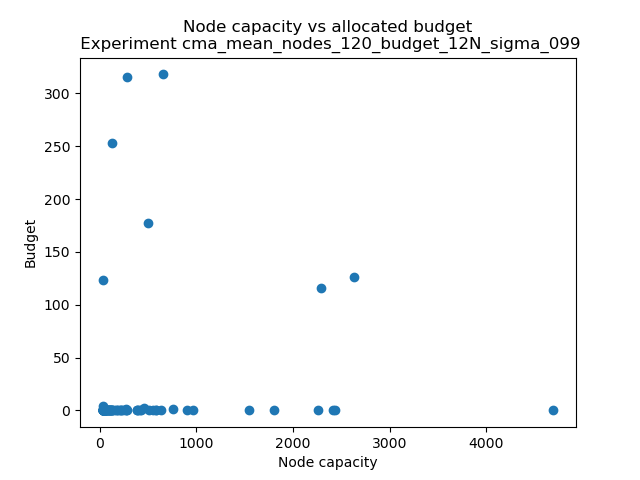 Node capacity vs allocated budget
Experiment cma_mean_nodes_120_budget_12N_sigma_099
300
250
200
150
100
50
0
Budget
0 1000 2000 3000 4000
Node capacity